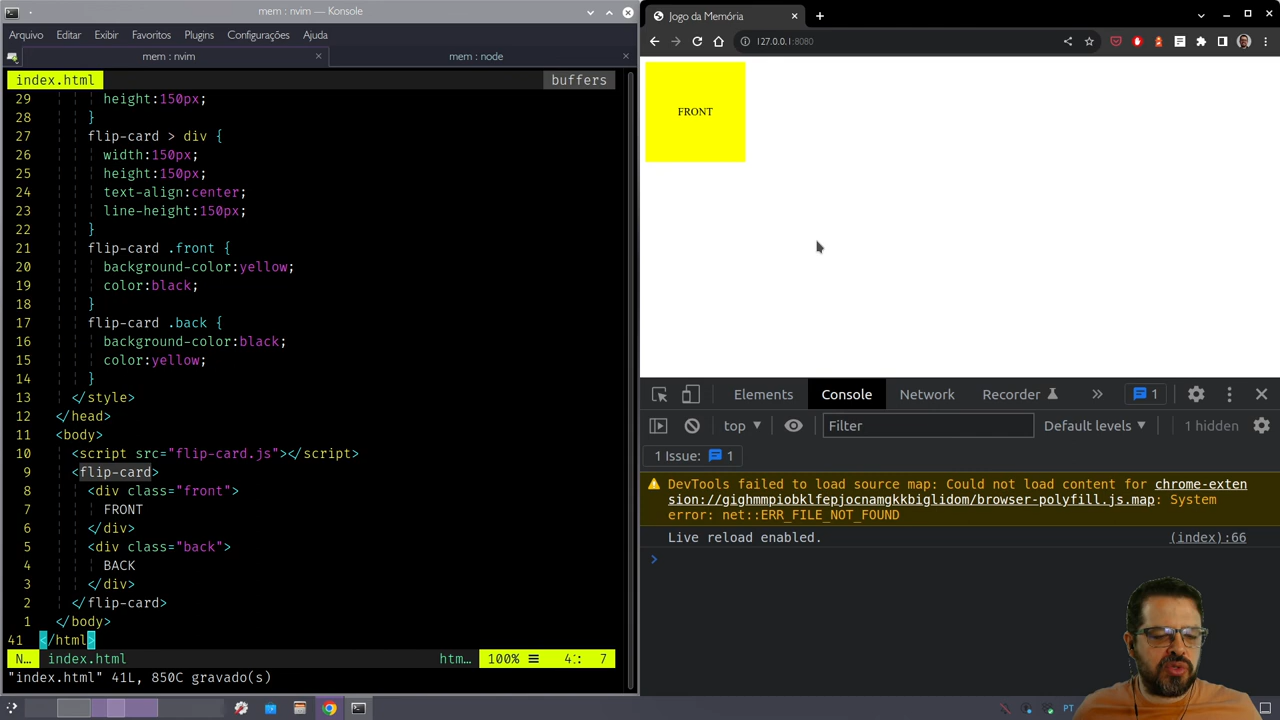 mem : nvim — Konsole
Arquivo Editar Exibir Favoritos Plugins Configurações Ajuda
mem : nvim
mem : node
index.html
buffers
29 height:150px;
28 }
27 flip-card > div {
26 width:150px;
25 height:150px;
24 text-align:center;
23 line-height:150px;
22 }
21 flip-card .front {
20 background-color:yellow;
19 color:black;
18 }
17 flip-card .back {
16 background-color:black;
15 color:yellow;
14 }
13 </style>
12 </head>
11 <body>
10 <script src="flip-card.js"></script>
9 <flip-card>
8 <div class="front">
7 FRONT
6 </div>
5 <div class="back">
4 BACK
3 </div>
2 </flip-card>
1 </body>
41 </html>
N… index.html htm… 100% ☰ 7
"index.html" 41L, 850C gravado(s)
Jogo da Memória
127.0.0.1:8080
FRONT
Elements Console Network Recorder 1
top Filter Default levels 1 hidden
1 Issue: 1
DevTools failed to load source map: Could not load content for chrome-exten
sion://gighmmpiobklfepjocnamgkkbiglidom/browser-polyfill.js.map: System
error: net::ERR_FILE_NOT_FOUND
Live reload enabled. (index):66
PT